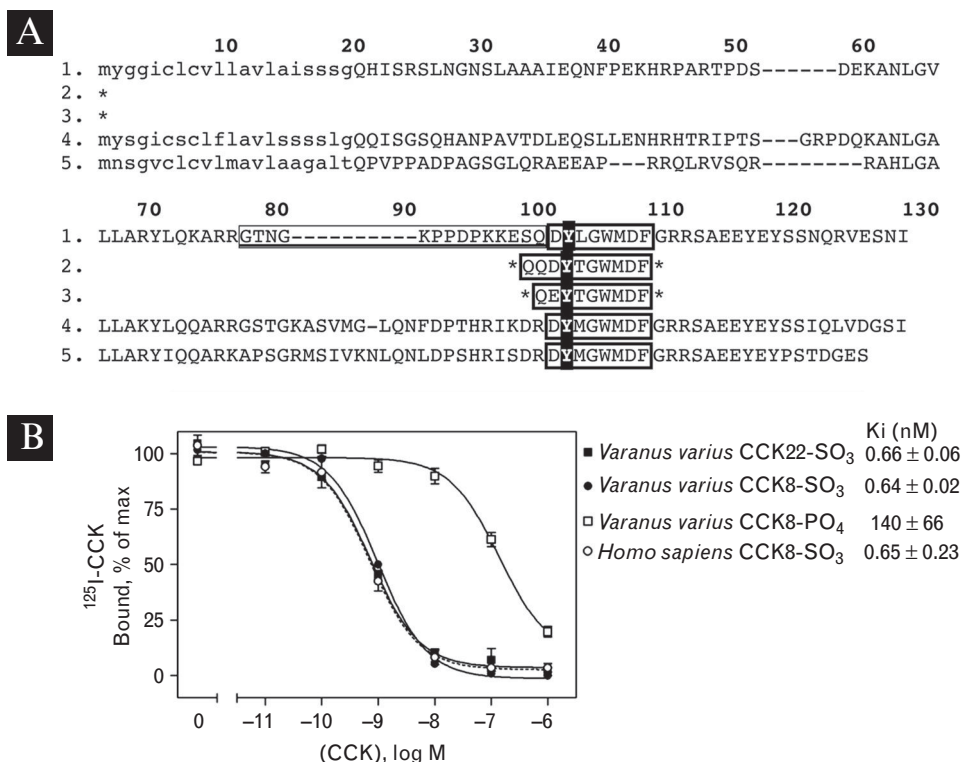 A
10 20 30 40 50 60
1. myggiclcvllavlaisssgQHISRSLNGNSLAAAIEQNFPEKHRPARTPDS------DEKANLGV
2. *
3. *
4. mysgicsclflavlssssslgQQISGSQHANPAVTDLEQSLLENHRHTRIPTS---GRPDQKANLGA
5. mnsgvclcvlmavlaagaltQPVPPADPAGSGLQRAEEAP---RRQLRVSQR--------RAHLGA
70 80 90 100 110 120 130
1. LLARYLQKARRGTNG----------KPPDPKKESQDYLGWMDFGRRSAEEYEYSSNQRVESNI
2. *QQDYTGWMDF*
3. *QEYTGWMDF*
4. LLAKYLQQARRGSTGKASVMG-LQNFDPTHRIKDRDYMGWMDFGRRSAEEYEYSSIQLVDGSI
5. LLARYIQQARKAPSGRMSIVKNLQNLDPSHRISDRDYMGWMDFGRRSAEEYEYPSTDGES
B
100
75
50
25
0
¹²⁵I-CCK
Bound, % of max
0 –11 –10 –9 –8 –7 –6
(CCK), log M
Ki (nM)
Varanus varius CCK22-SO₃ 0.66 ± 0.06
Varanus varius CCK8-SO₃ 0.64 ± 0.02
Varanus varius CCK8-PO₄ 140 ± 66
Homo sapiens CCK8-SO₃ 0.65 ± 0.23